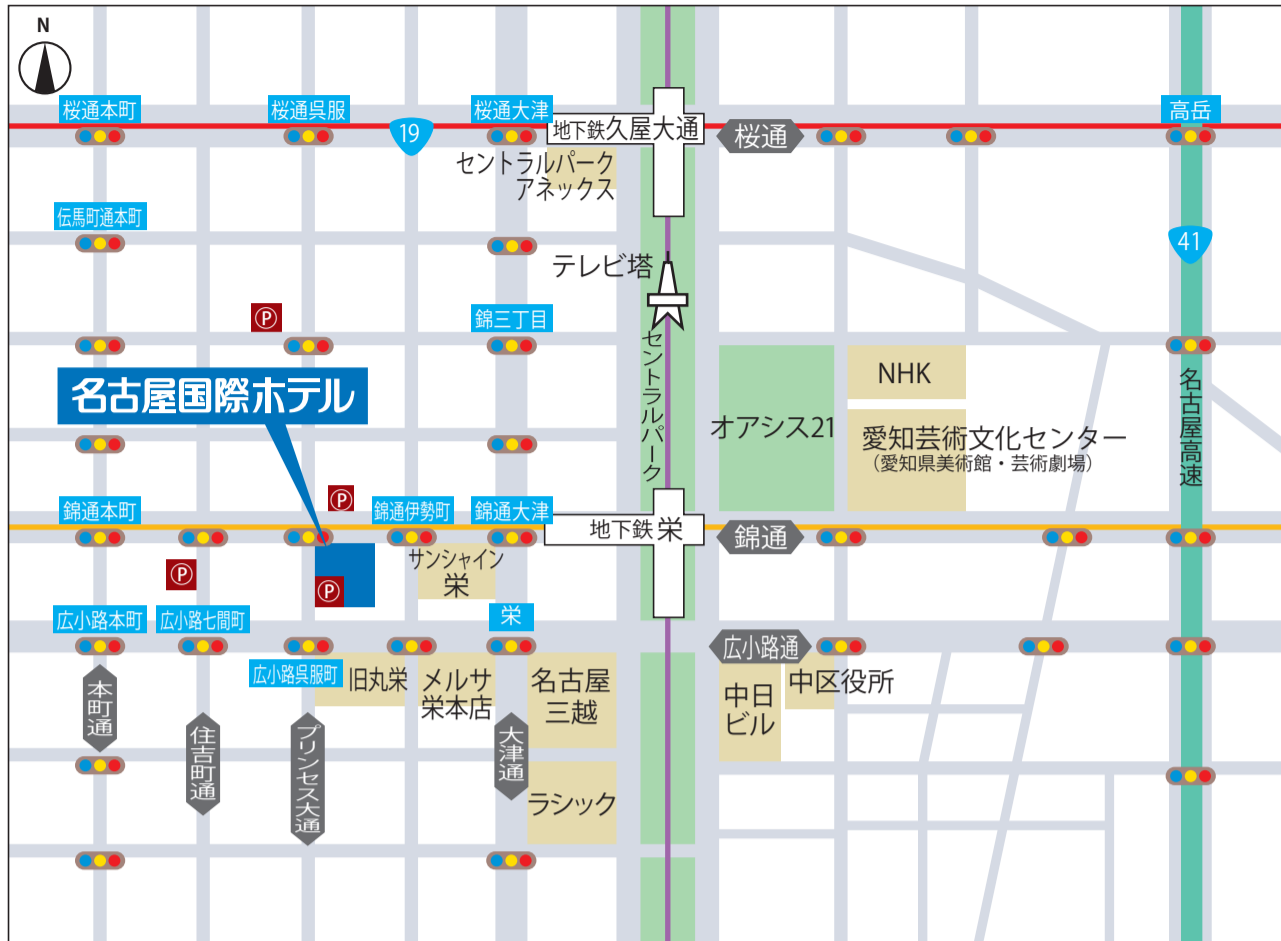 N
桜通本町
桜通呉服
19
桜通大津
地下鉄久屋大通
桜通
高岳
セントラルパーク
アネックス
伝馬町通本町
41
テレビ塔
P
錦三丁目
セントラルパーク
NHK
名古屋高速
名古屋国際ホテル
オアシス21
愛知芸術文化センター
(愛知県美術館・芸術劇場)
P
錦通本町
錦通伊勢町
錦通大津
地下鉄 栄
錦通
サンシャイン
栄
P
P
広小路本町
広小路七間町
栄
広小路通
広小路呉服町
旧丸栄
メルサ
栄本店
名古屋
三越
中日
ビル
中区役所
本町通
住吉町通
プリンセス大通
大津通
ラシック